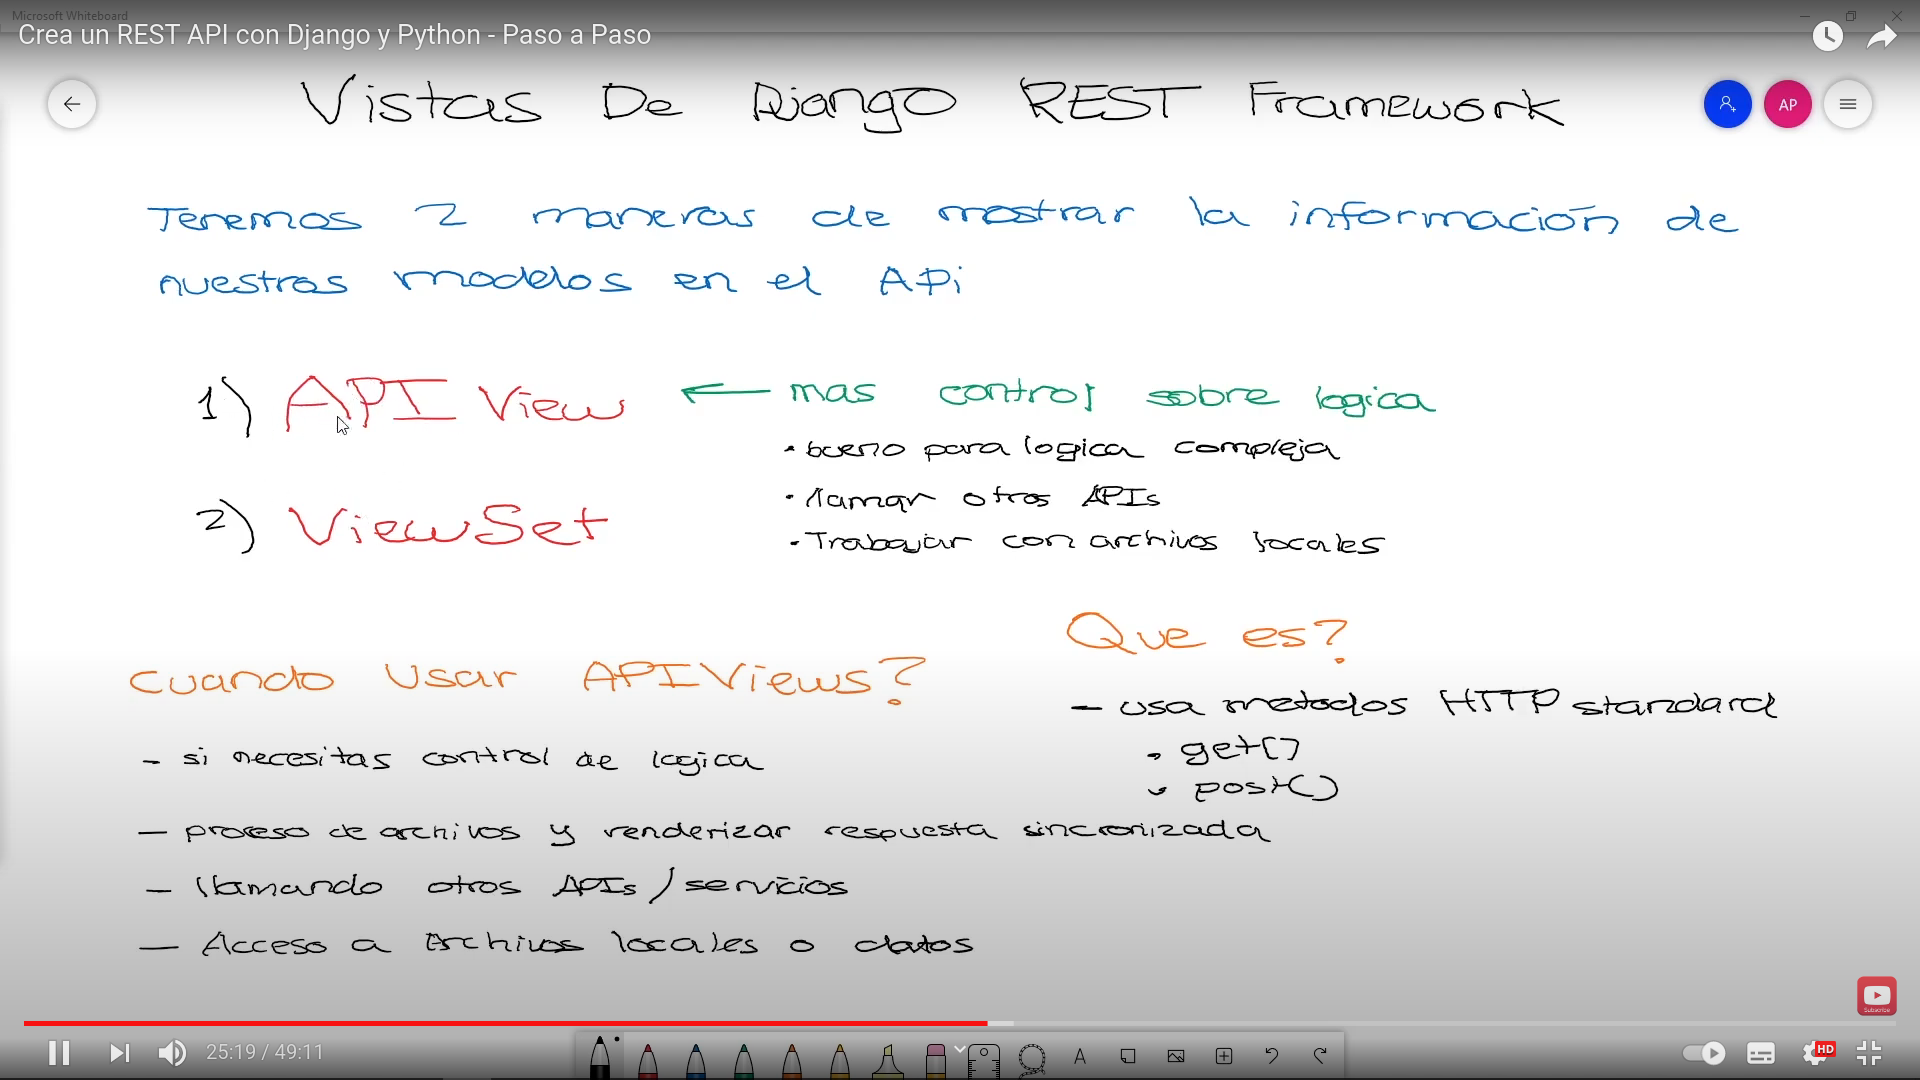 Microsoft Whiteboard
Crea un REST API con Django y Python - Paso a Paso
Vistas De Django REST Framework
AP
Tenemos 2 maneras de mostrar la información de
nuestros modelos en el APi
1) API View ← mas control sobre logica
• bueno para logica compleja
• llamar otros APIs
2) ViewSet
• Trabajar con archivos locales
Que es?
Cuando Usar APIViews?
- usa metodos HTTP standard
• get()
- si necesitas control de logica
• post()
- proceso de archivos y renderizar respuesta sincronizada
- llamando otros APIs/servicios
- Acceso a Archivos locales o datos
Subscribe
25:19 / 49:11
A
HD